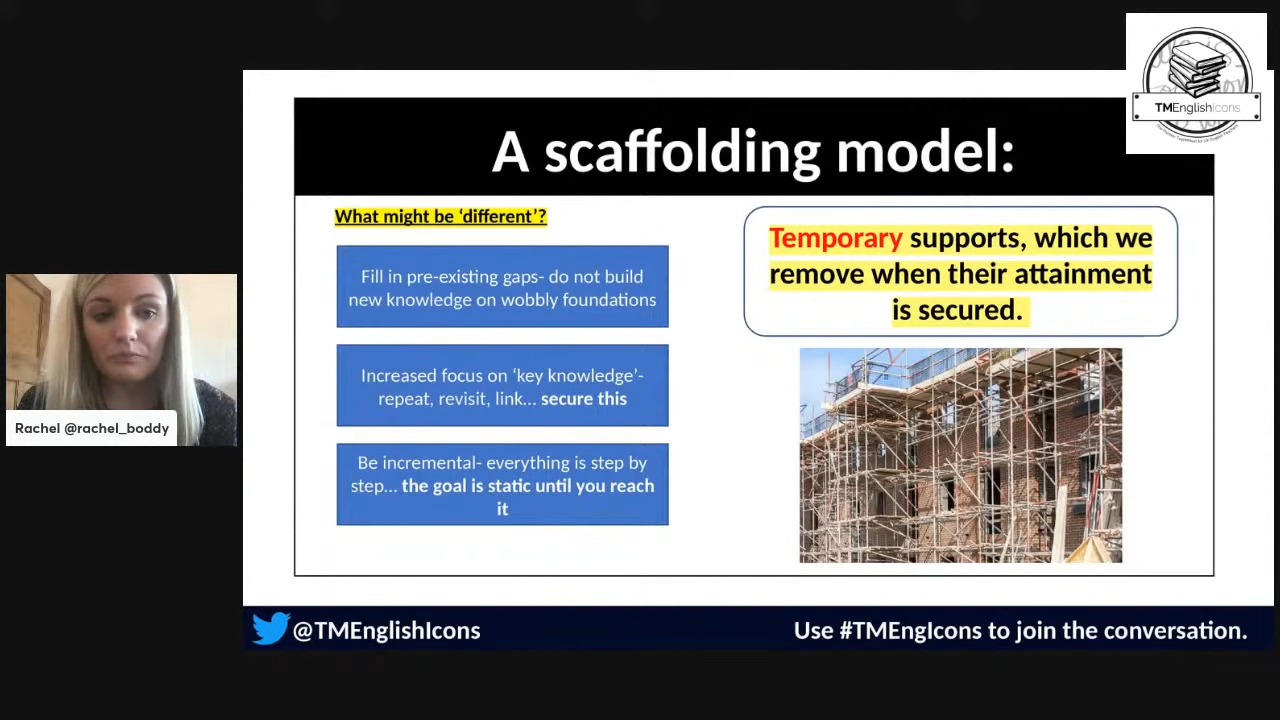 A scaffolding model:
TMEnglishIcons
What might be ‘different’?
Fill in pre-existing gaps- do not build
new knowledge on wobbly foundations
Increased focus on ‘key knowledge’-
repeat, revisit, link... secure this
Be incremental- everything is step by
step... the goal is static until you reach
it
Temporary supports, which we
remove when their attainment
is secured.
Rachel @rachel_boddy
@TMEnglishIcons
Use #TMEngIcons to join the conversation.